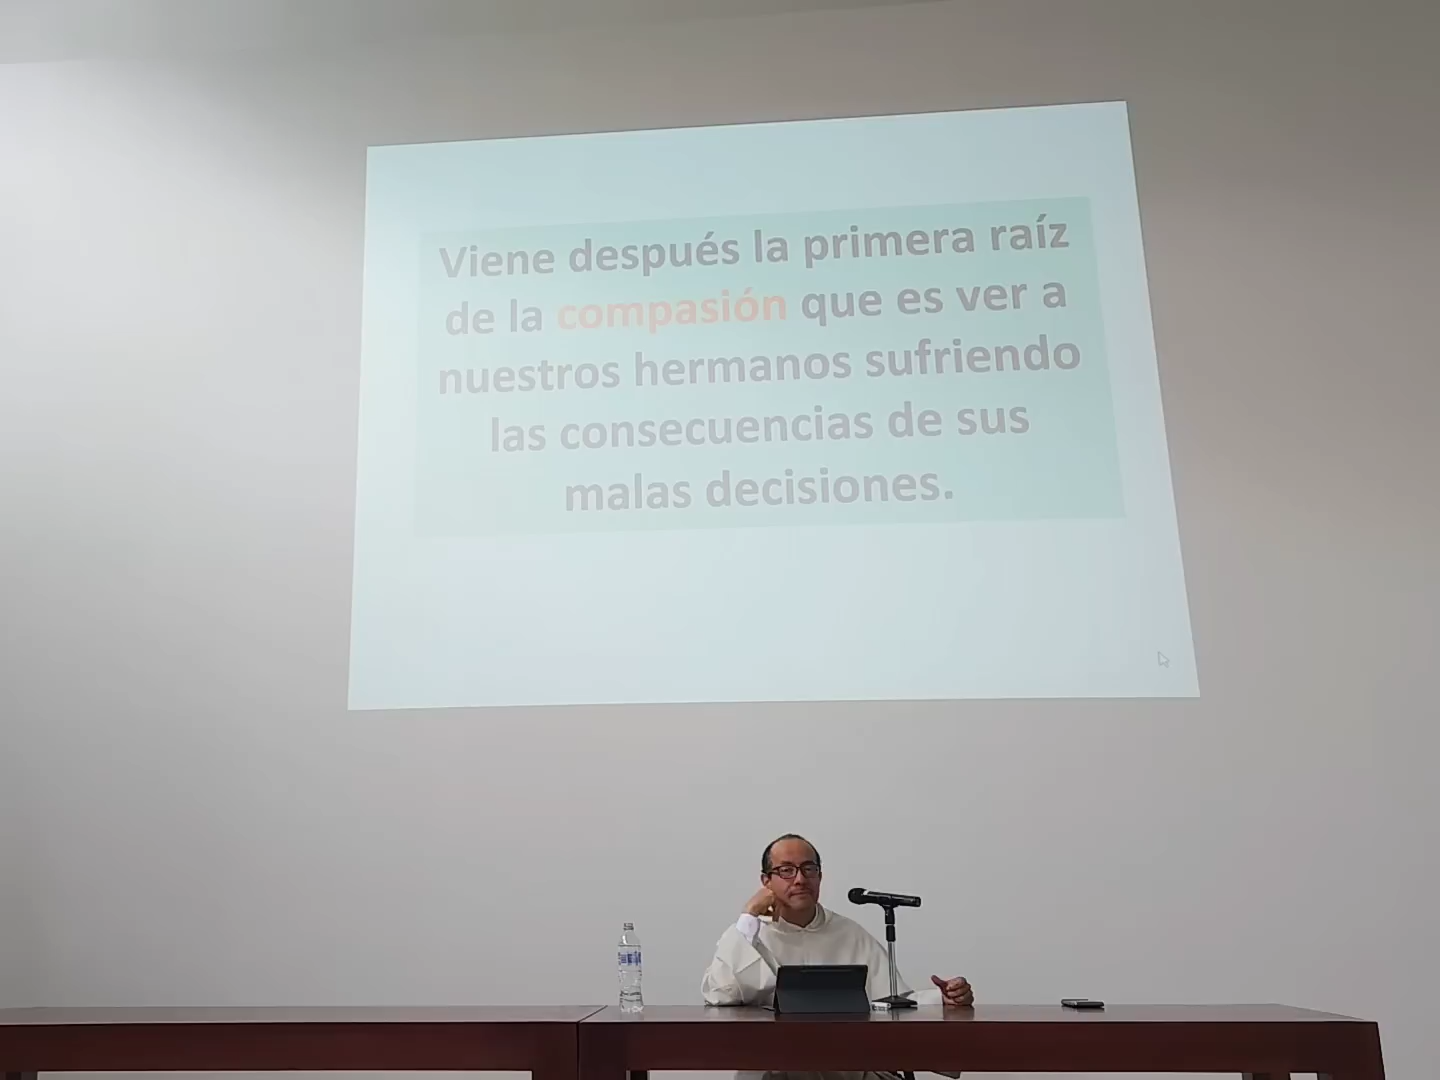 Viene después la primera raíz
de la compasión que es ver a
nuestros hermanos sufriendo
las consecuencias de sus
malas decisiones.